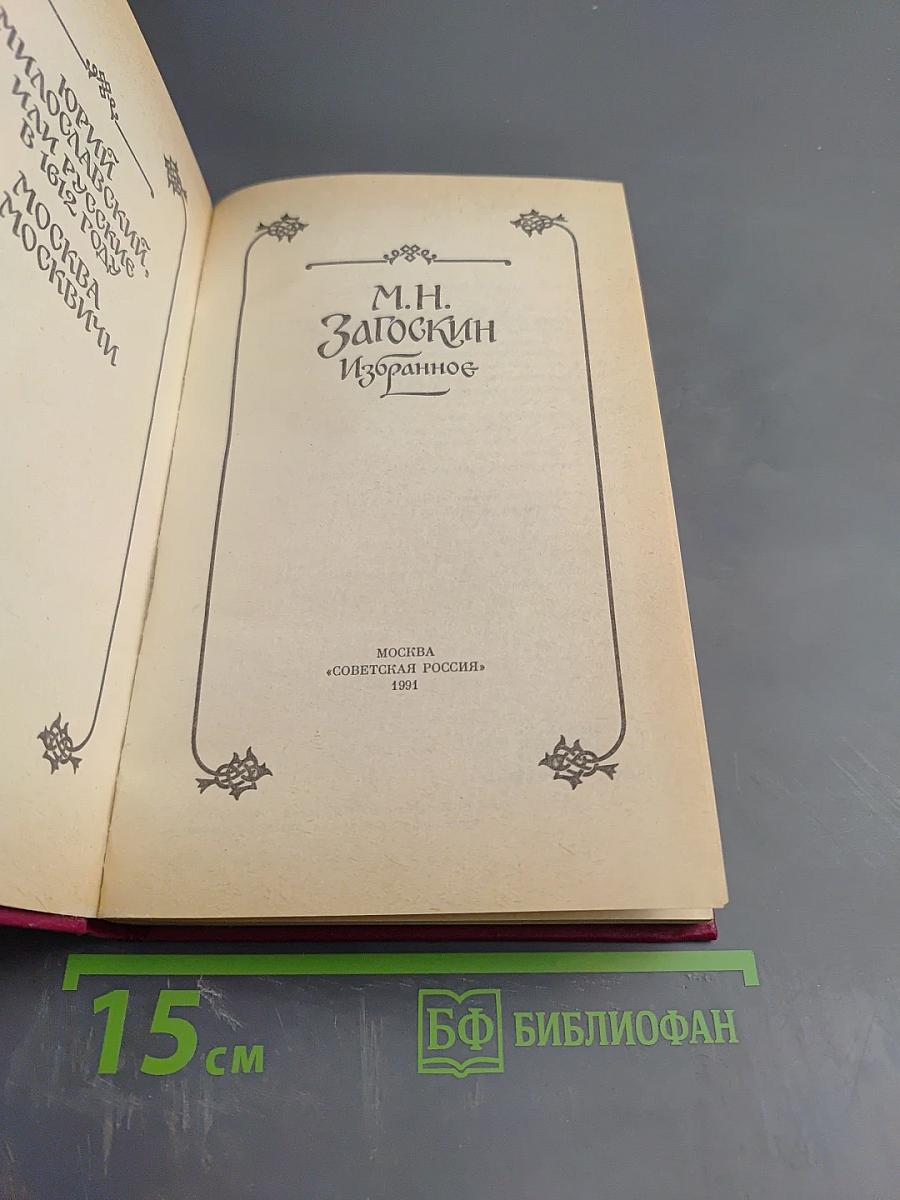 ЮРИЙ
МИЛОСЛАВСКИЙ,
ИЛИ РУССКИЕ
В 1612 ГОДУ
МОСКВА
МОСКВИЧИ
М.Н.
ЗАГОСКИН
Избранное
МОСКВА
«СОВЕТСКАЯ РОССИЯ»
1991
15 см
БФ БИБЛИОФАН